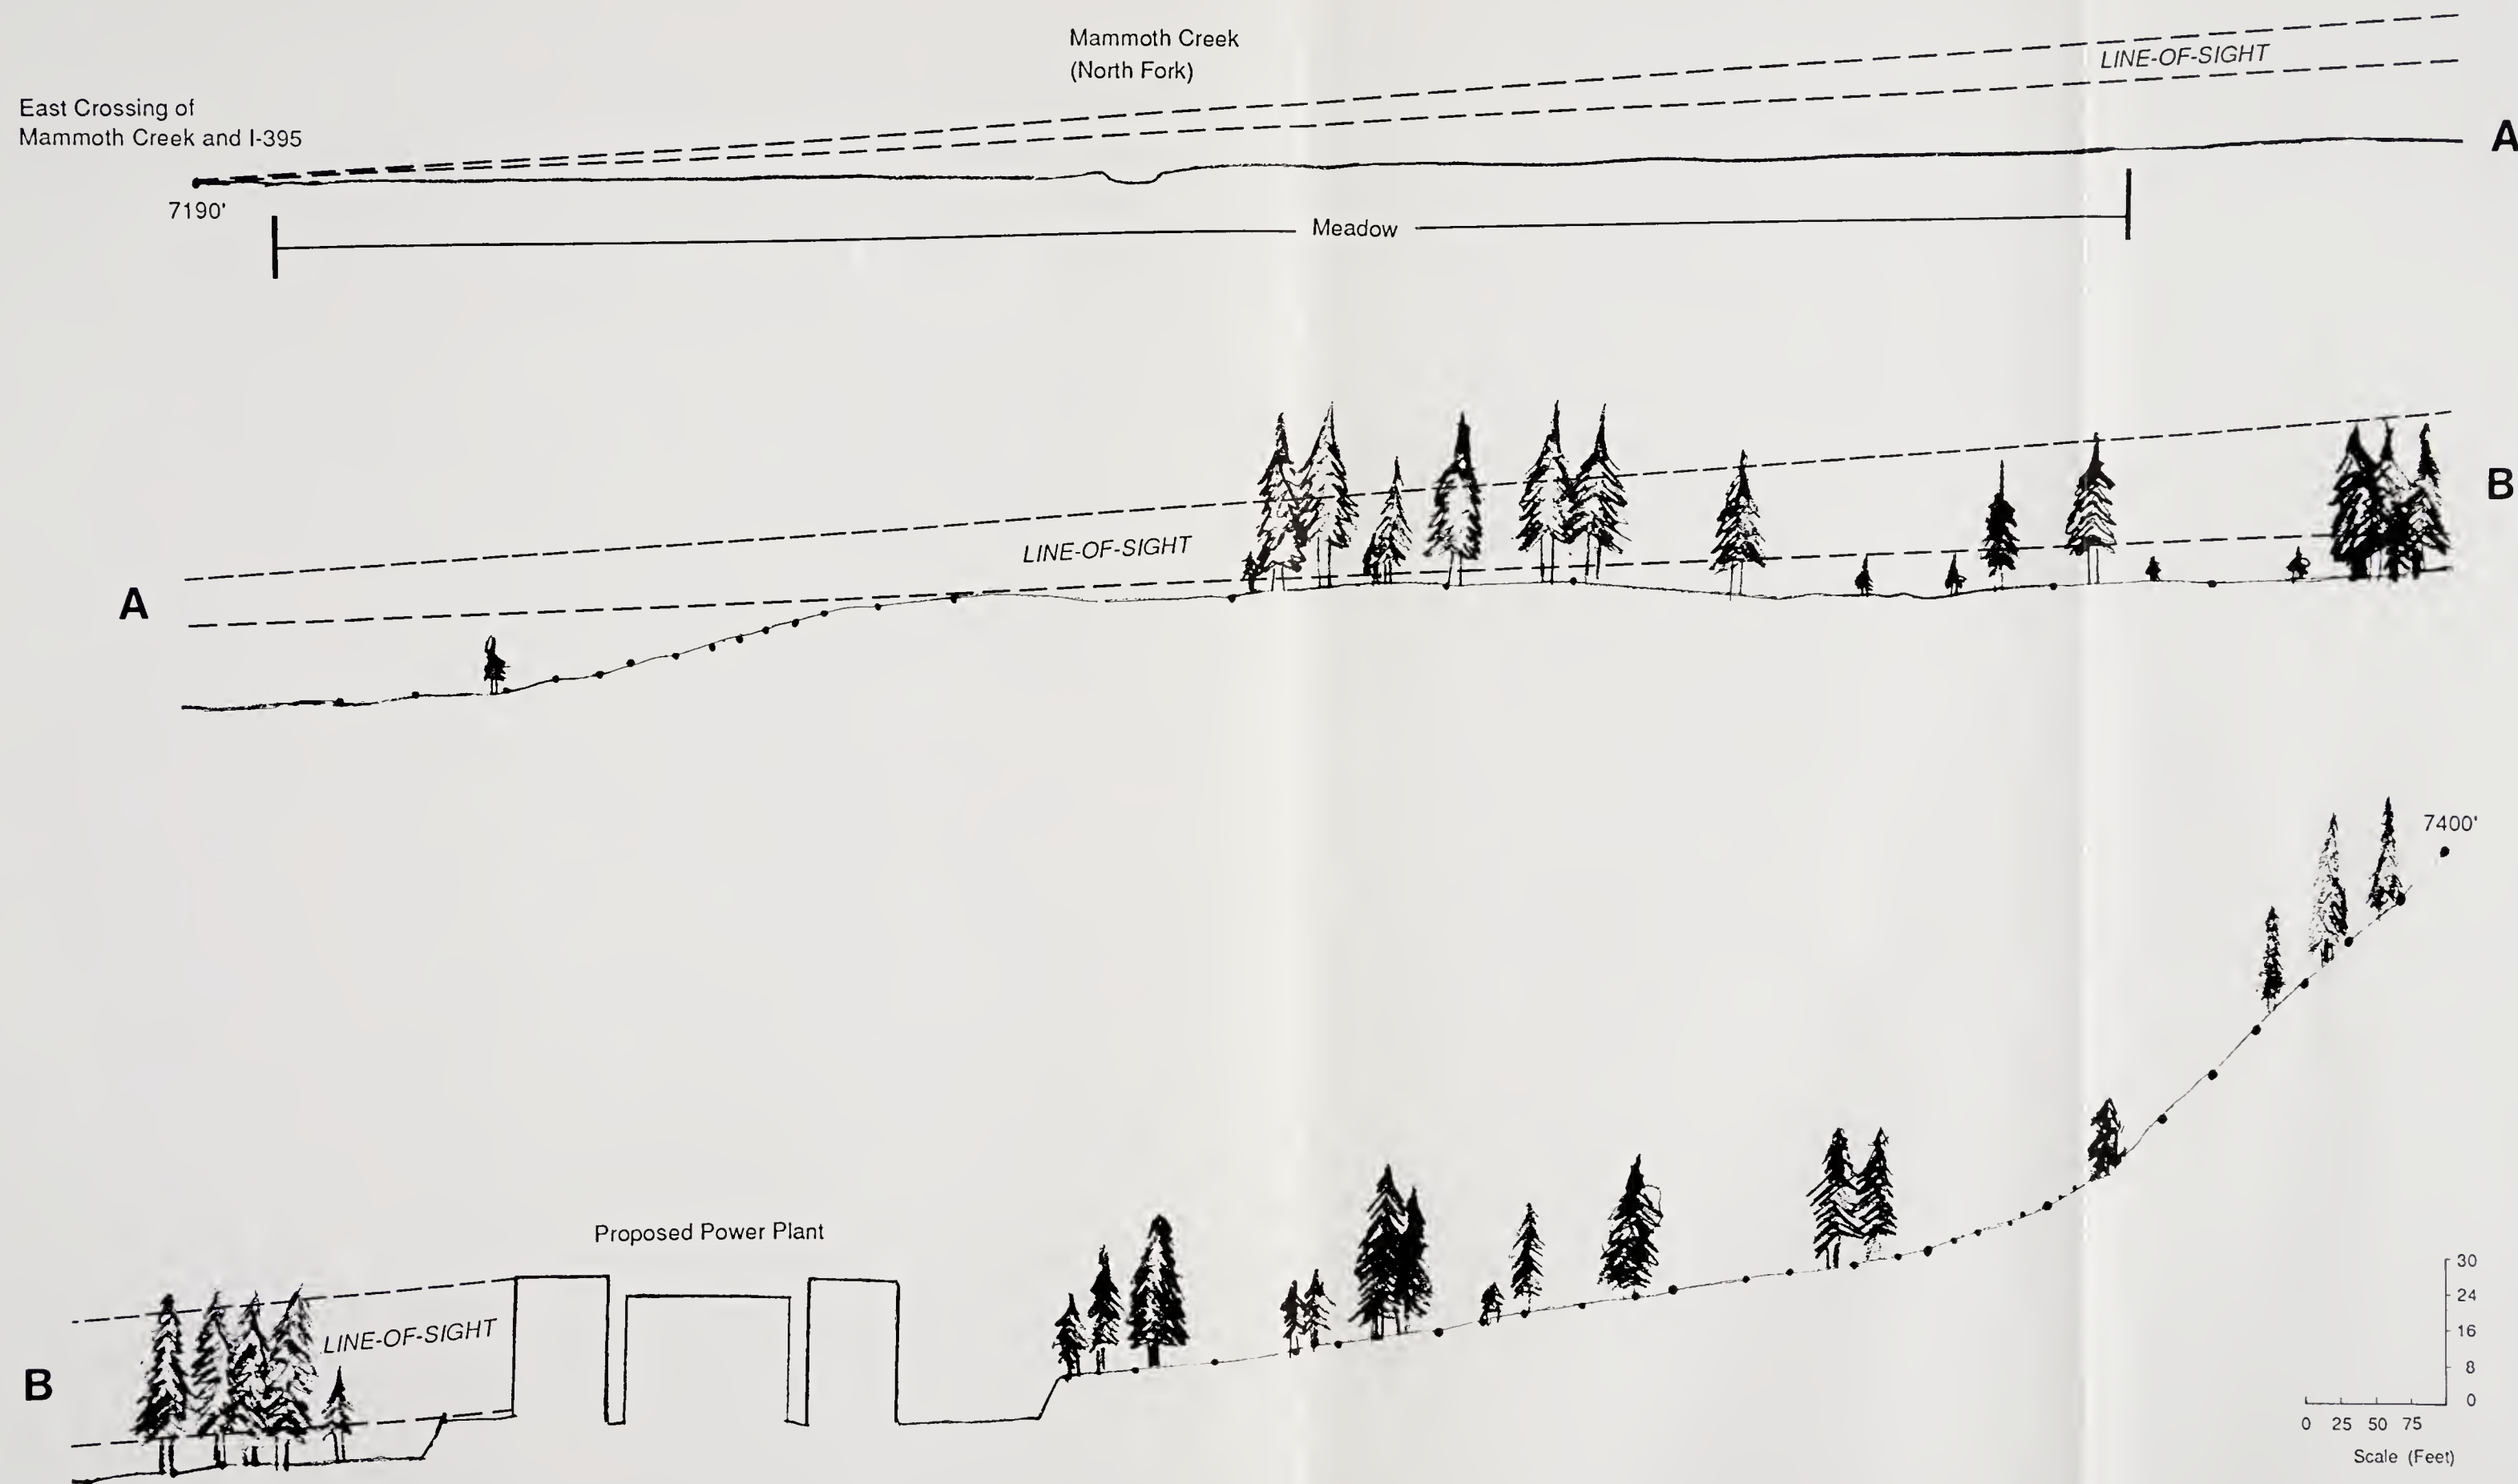 Mammoth Creek
(North Fork)
LINE-OF-SIGHT
East Crossing of
Mammoth Creek and I-395
A
7190'
Meadow
B
LINE-OF-SIGHT
A
7400'
Proposed Power Plant
LINE-OF-SIGHT
B
30
24
16
8
0
0 25 50 75
Scale (Feet)